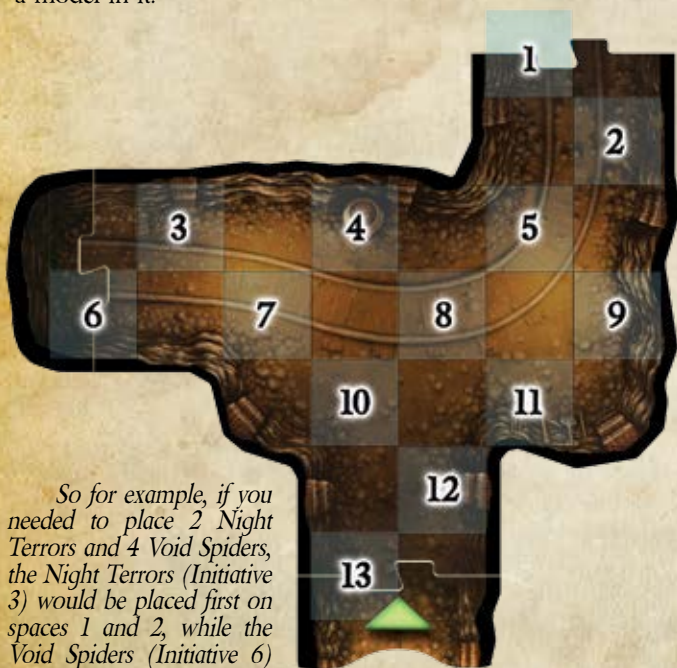 a model in it.
1
2
3 4 5
6 7 8 9
10 11
12
13
So for example, if you
needed to place 2 Night
Terrors and 4 Void Spiders,
the Night Terrors (Initiative
3) would be placed first on
spaces 1 and 2, while the
Void Spiders (Initiative 6)